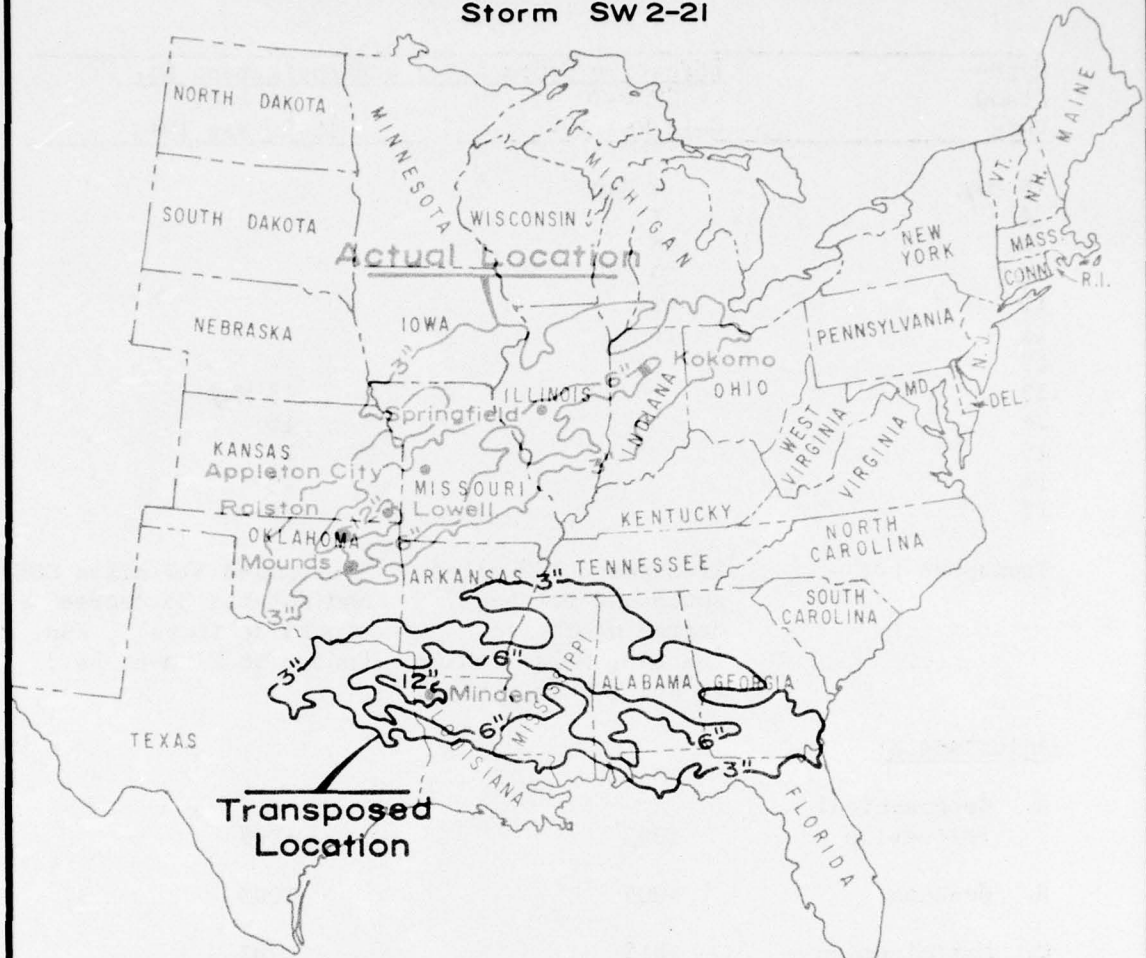 Storm SW 2-21
NORTH DAKOTA
MINNESOTA
MICHIGAN
MAINE
VT.
N.H.
SOUTH DAKOTA
WISCONSIN
NEW
YORK
MASS.
CONN.
R.I.
Actual Location
NEBRASKA
IOWA
PENNSYLVANIA
N.J.
3"
Kokomo
6"
OHIO
ILLINOIS
Springfield
INDIANA
MD.
DEL.
WEST
VIRGINIA
VIRGINIA
KANSAS
Appleton City
3"
MISSOURI
Ralston
12"
Lowell
KENTUCKY
OKLAHOMA
6"
NORTH
CAROLINA
Mounds
ARKANSAS
3"
TENNESSEE
3"
SOUTH
CAROLINA
3"
6"
MISSISSIPPI
ALABAMA
GEORGIA
12"
Minden
LOUISIANA
6"
6"
TEXAS
3"
FLORIDA
Transposed
Location